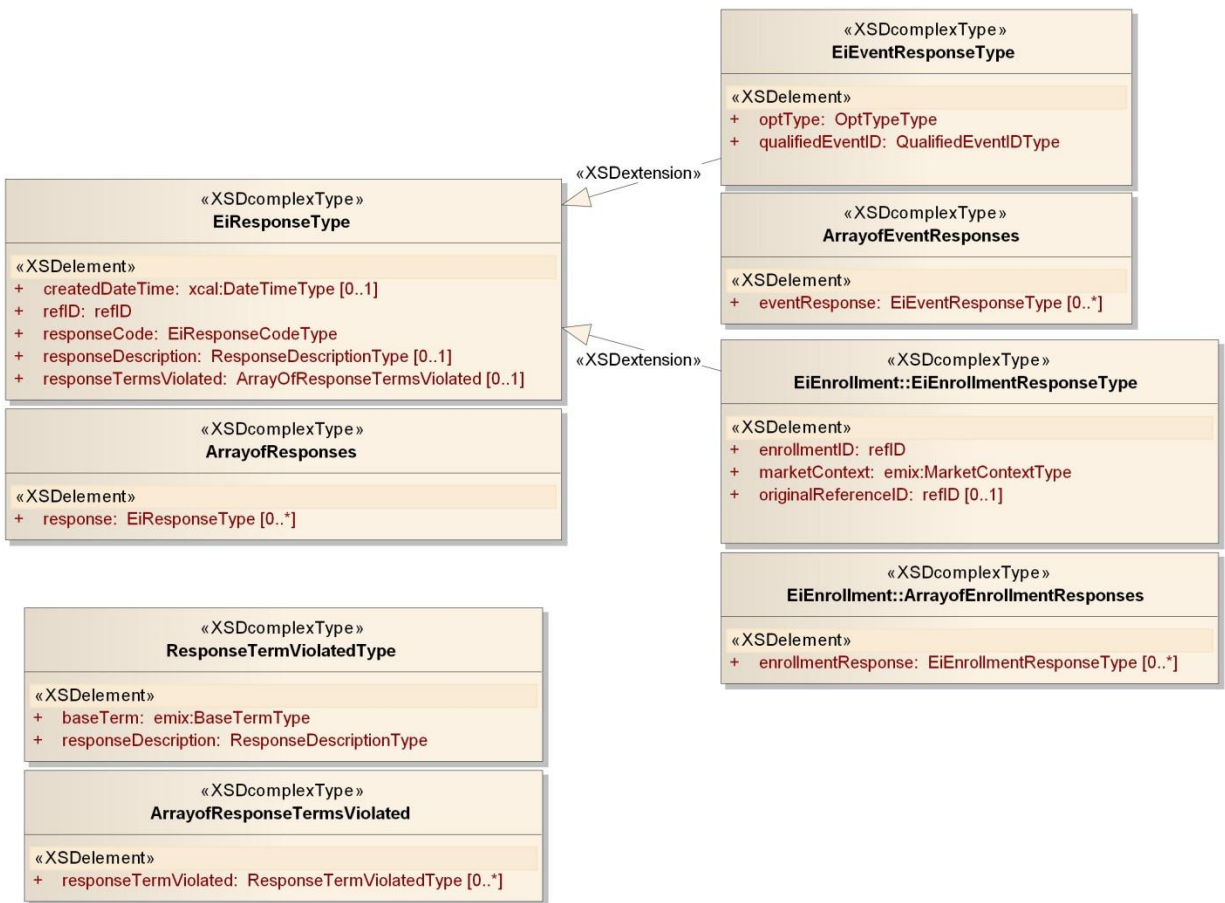 «XSDcomplexType»
EiResponseType
«XSDelement»
+ createdDateTime: xcal:DateTimeType [0..1]
+ refID: refID
+ responseCode: EiResponseCodeType
+ responseDescription: ResponseDescriptionType [0..1]
+ responseTermsViolated: ArrayOfResponseTermsViolated [0..1]
«XSDcomplexType»
ArrayofResponses
«XSDelement»
+ response: EiResponseType [0..*]
«XSDcomplexType»
ResponseTermViolatedType
«XSDelement»
+ baseTerm: emix:BaseTermType
+ responseDescription: ResponseDescriptionType
«XSDcomplexType»
ArrayofResponseTermsViolated
«XSDelement»
+ responseTermViolated: ResponseTermViolatedType [0..*]
«XSDextension»
«XSDextension»
«XSDcomplexType»
EiEventResponseType
«XSDelement»
+ optType: OptTypeType
+ qualifiedEventID: QualifiedEventIDType
«XSDcomplexType»
ArrayofEventResponses
«XSDelement»
+ eventResponse: EiEventResponseType [0..*]
«XSDcomplexType»
EiEnrollment::EiEnrollmentResponseType
«XSDelement»
+ enrollmentID: refID
+ marketContext: emix:MarketContextType
+ originalReferenceID: refID [0..1]
«XSDcomplexType»
EiEnrollment::ArrayofEnrollmentResponses
«XSDelement»
+ enrollmentResponse: EiEnrollmentResponseType [0..*]